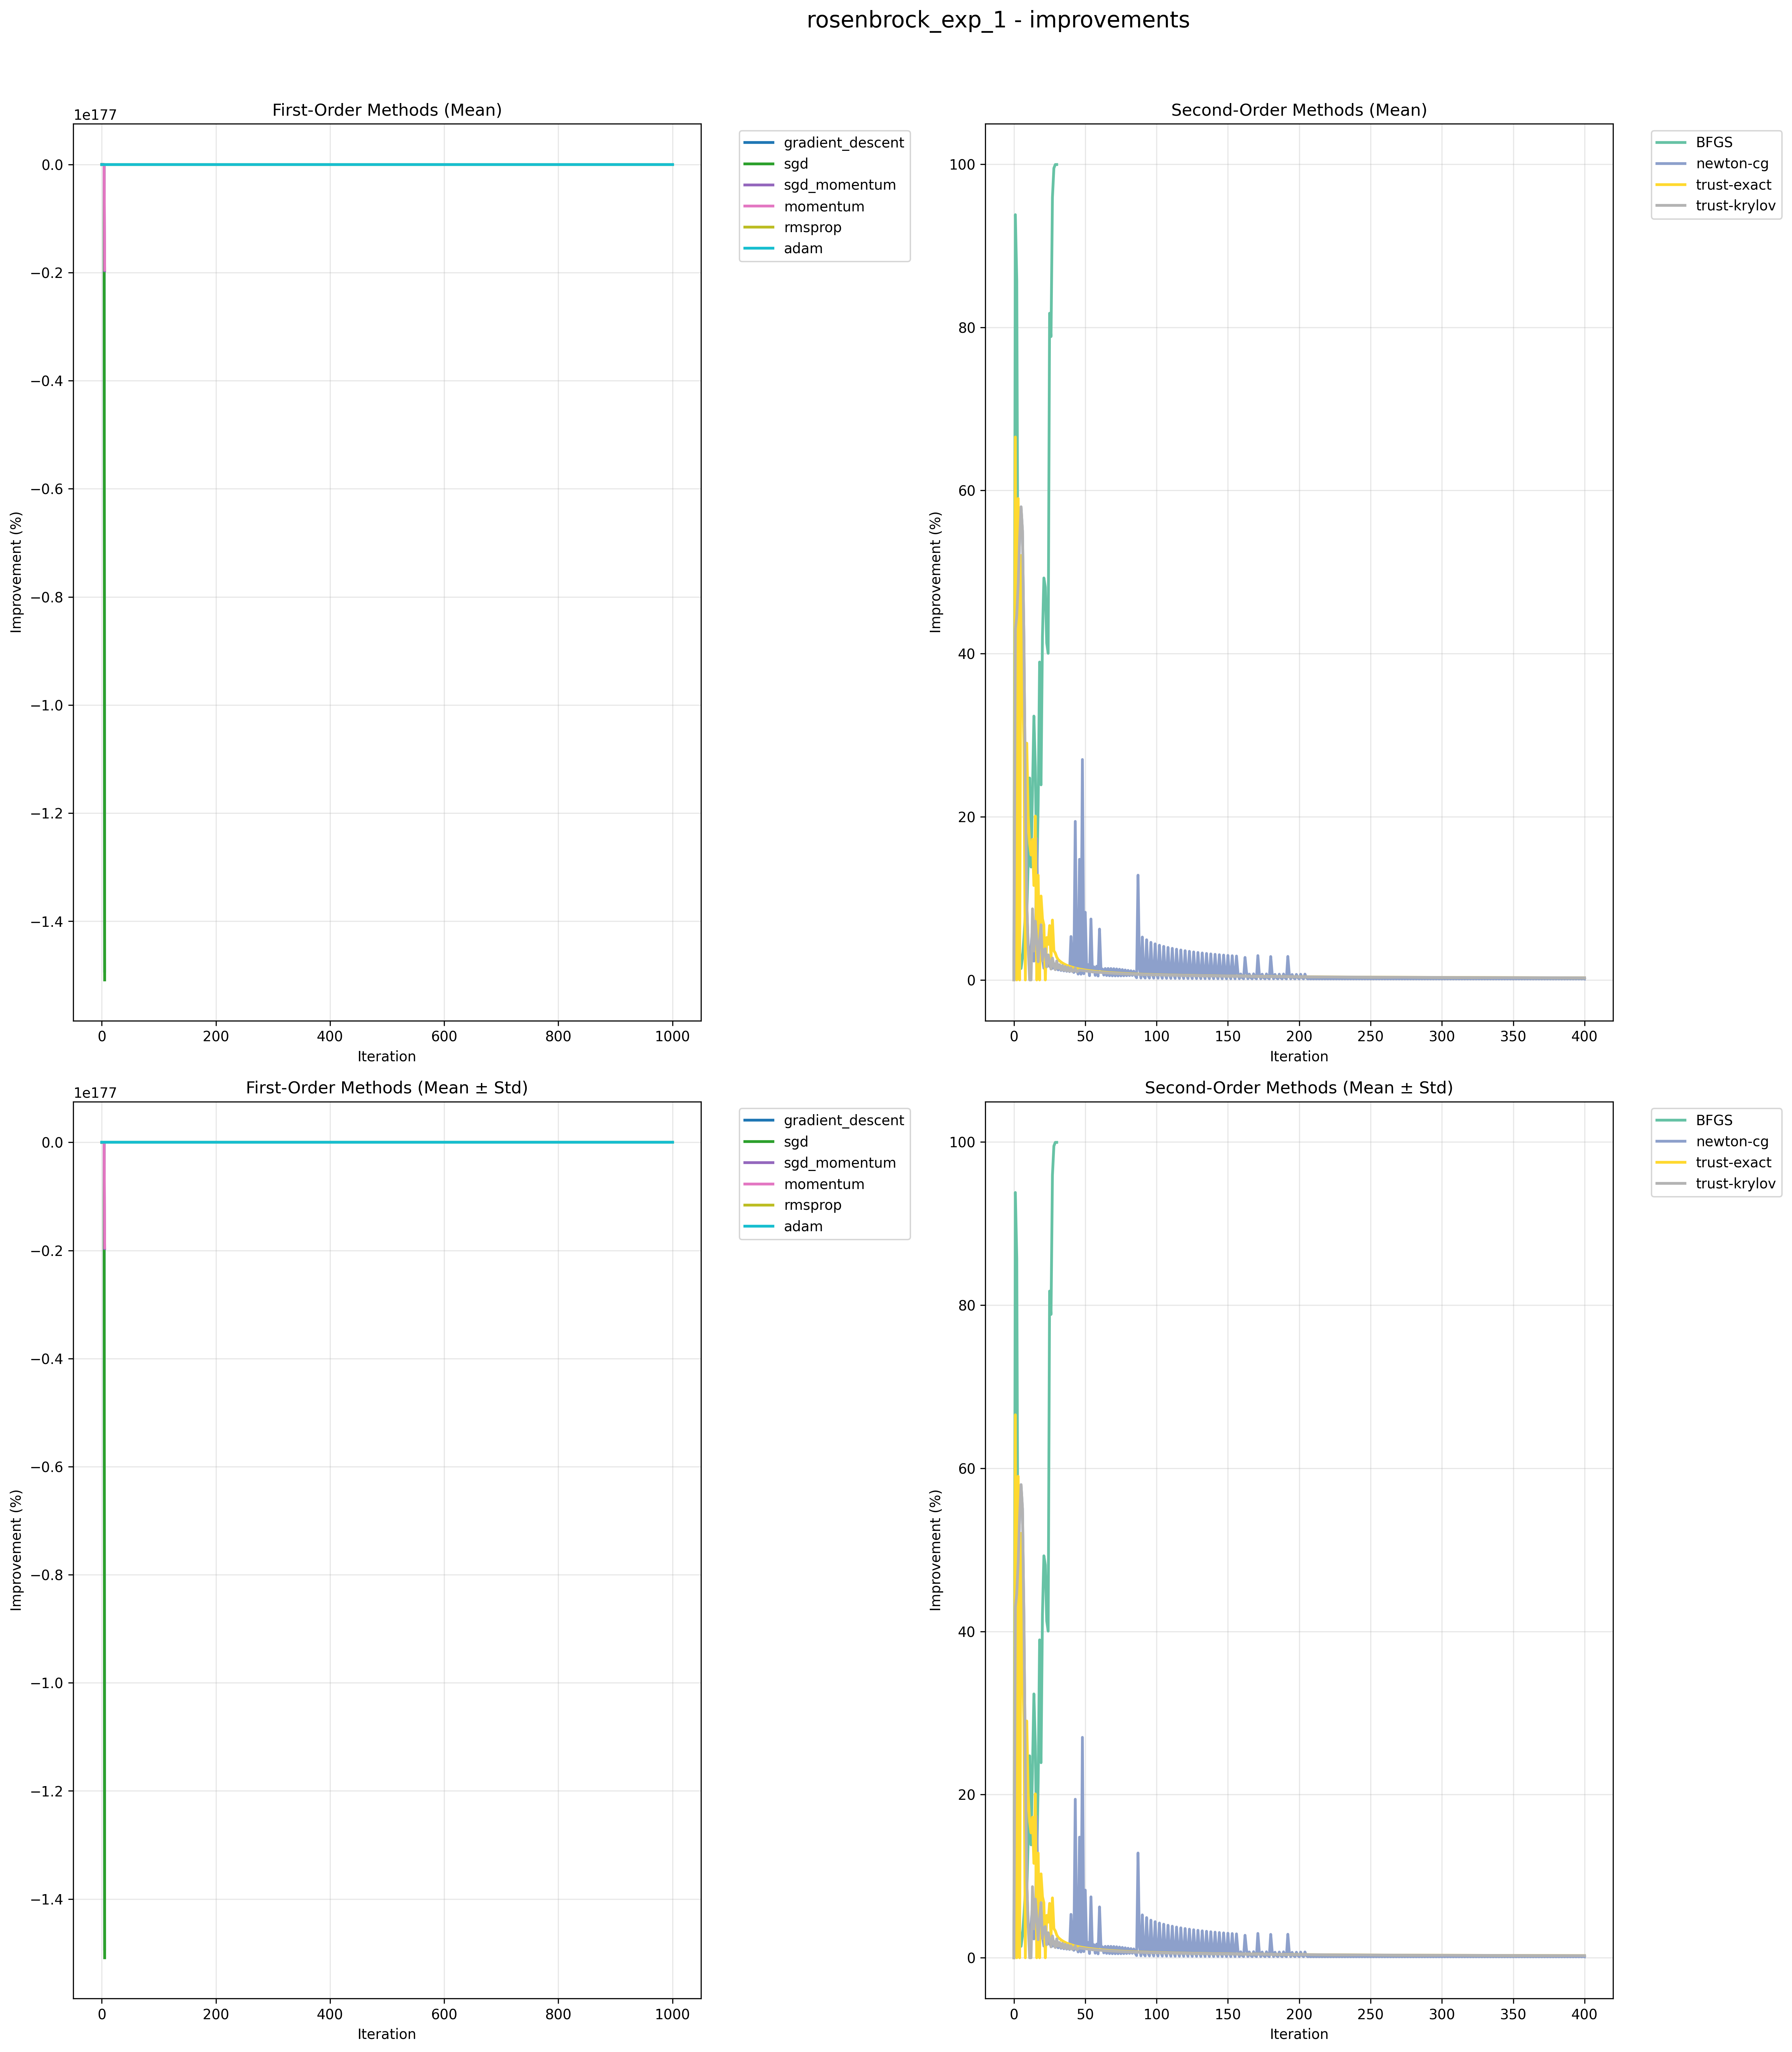 rosenbrock_exp_1 - improvements
First-Order Methods (Mean)
1e177
0.0
−0.2
−0.4
−0.6
−0.8
−1.0
−1.2
−1.4
Improvement (%)
0 200 400 600 800 1000
Iteration
gradient_descent
sgd
sgd_momentum
momentum
rmsprop
adam
Second-Order Methods (Mean)
100
80
60
40
20
0
Improvement (%)
0 50 100 150 200 250 300 350 400
Iteration
BFGS
newton-cg
trust-exact
trust-krylov
First-Order Methods (Mean ± Std)
1e177
0.0
−0.2
−0.4
−0.6
−0.8
−1.0
−1.2
−1.4
Improvement (%)
0 200 400 600 800 1000
Iteration
gradient_descent
sgd
sgd_momentum
momentum
rmsprop
adam
Second-Order Methods (Mean ± Std)
100
80
60
40
20
0
Improvement (%)
0 50 100 150 200 250 300 350 400
Iteration
BFGS
newton-cg
trust-exact
trust-krylov